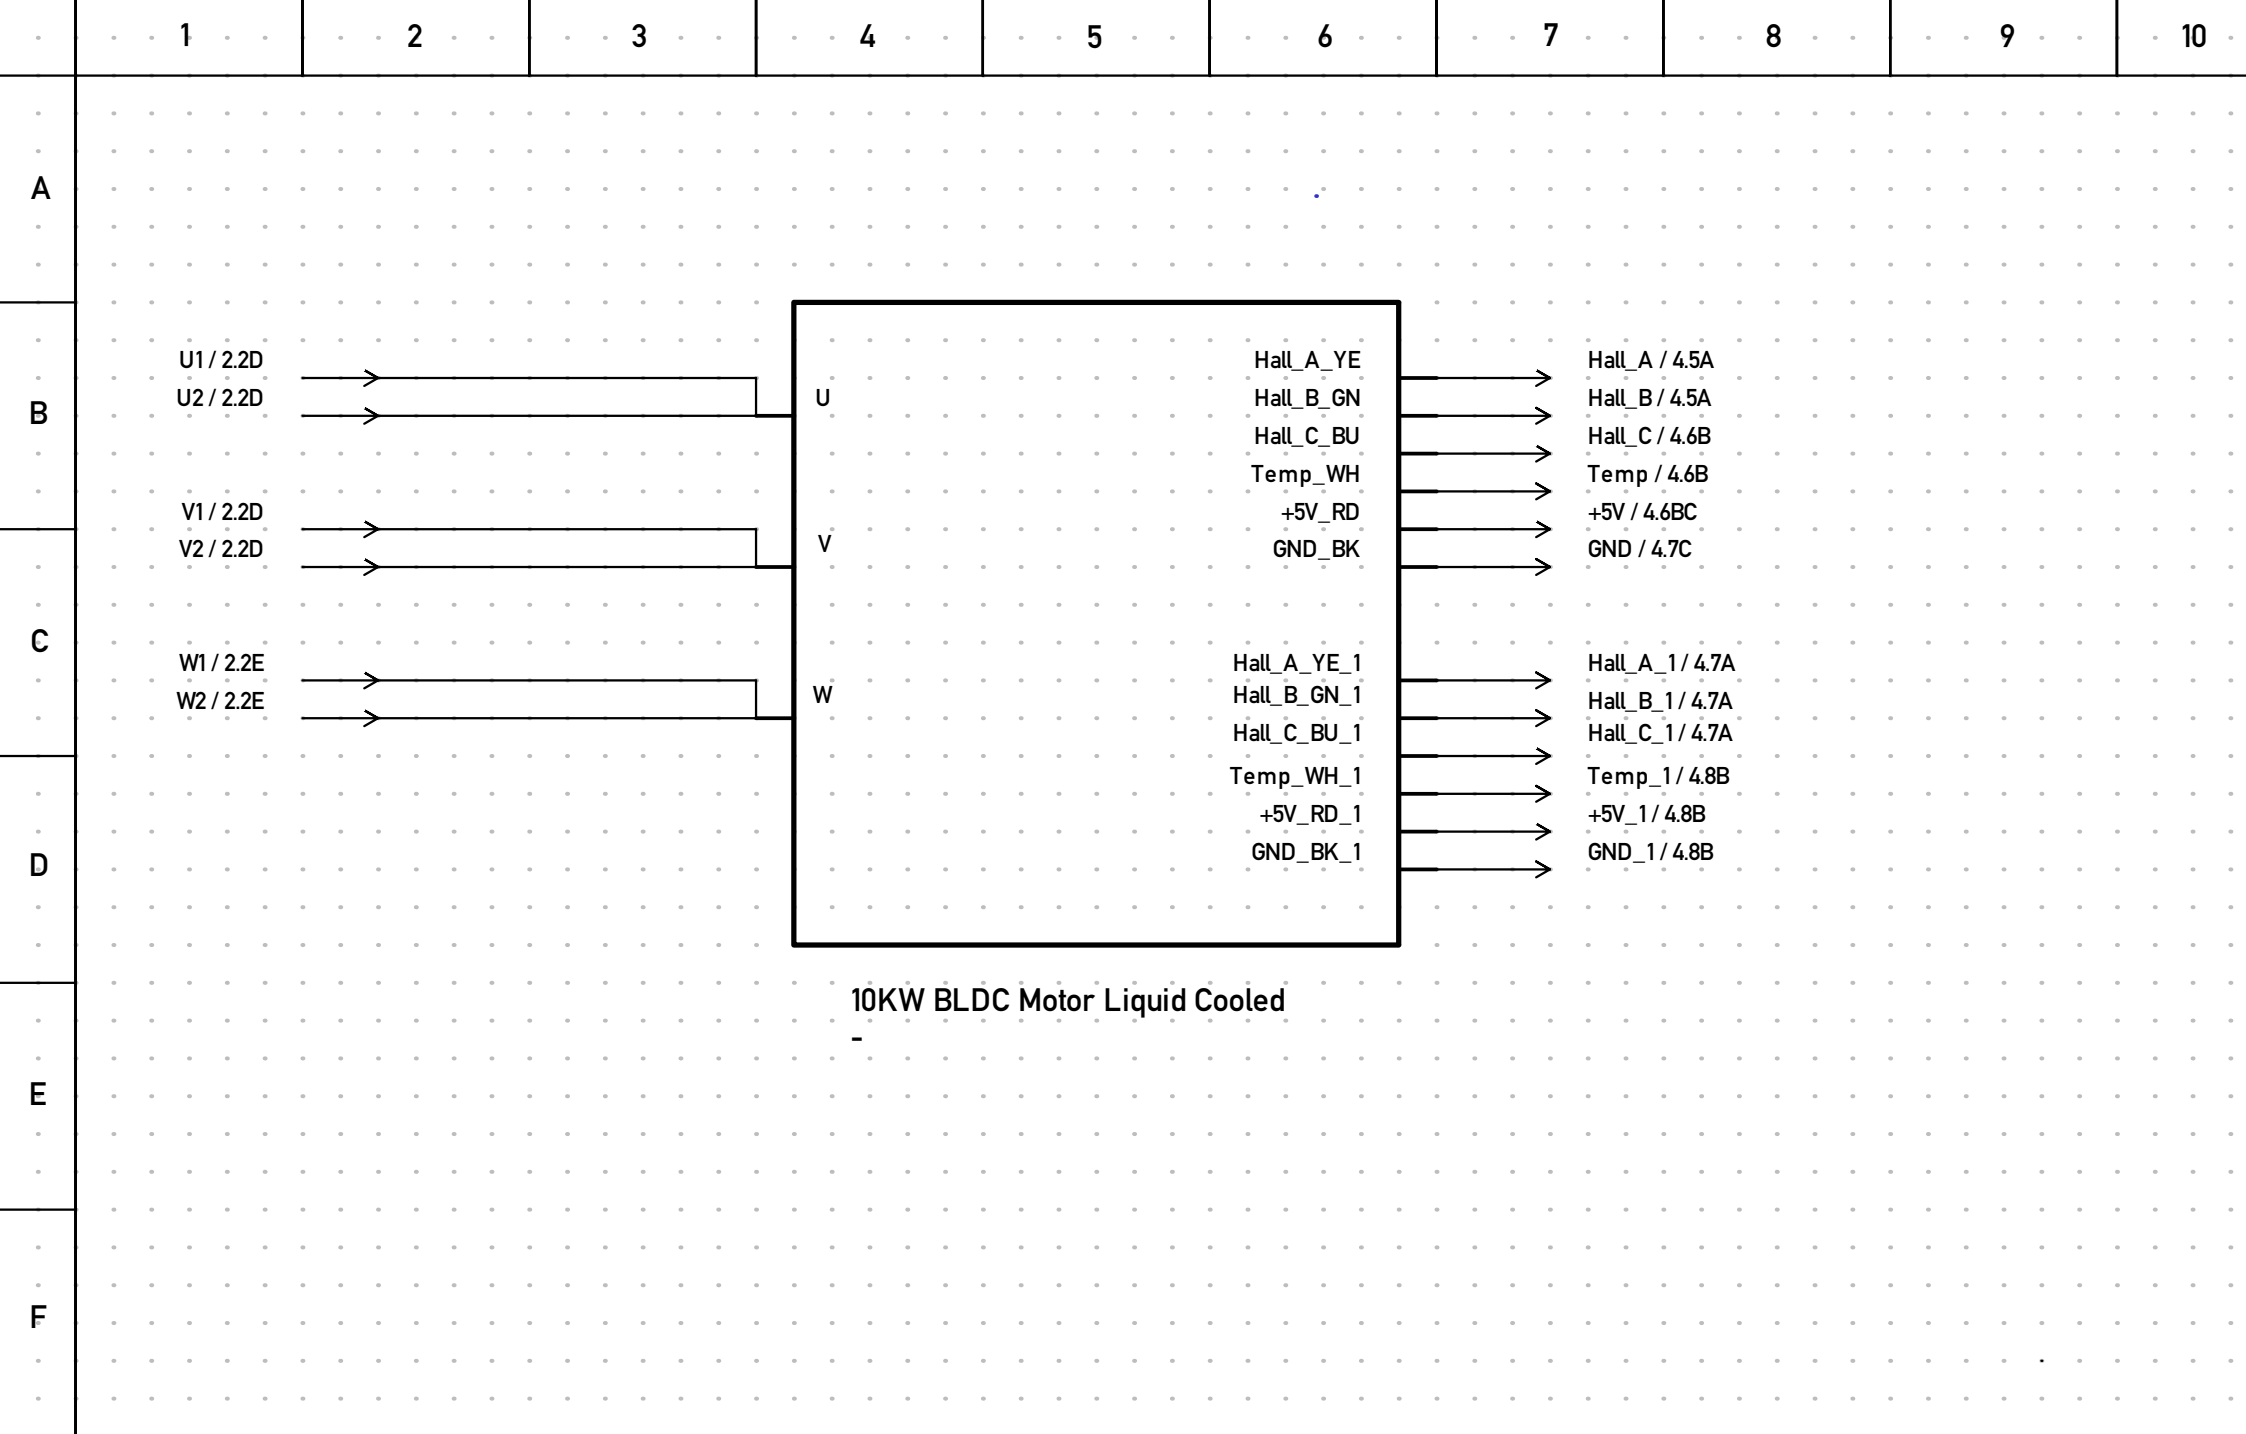 1 2 3 4 5 6 7 8 9 10
A
B
C
D
E
F
U1 / 2.2D
U2 / 2.2D
V1 / 2.2D
V2 / 2.2D
W1 / 2.2E
W2 / 2.2E
U
V
W
Hall_A_YE
Hall_B_GN
Hall_C_BU
Temp_WH
+5V_RD
GND_BK
Hall_A_YE_1
Hall_B_GN_1
Hall_C_BU_1
Temp_WH_1
+5V_RD_1
GND_BK_1
Hall_A / 4.5A
Hall_B / 4.5A
Hall_C / 4.6B
Temp / 4.6B
+5V / 4.6BC
GND / 4.7C
Hall_A_1 / 4.7A
Hall_B_1 / 4.7A
Hall_C_1 / 4.7A
Temp_1 / 4.8B
+5V_1 / 4.8B
GND_1 / 4.8B
10KW BLDC Motor Liquid Cooled
-